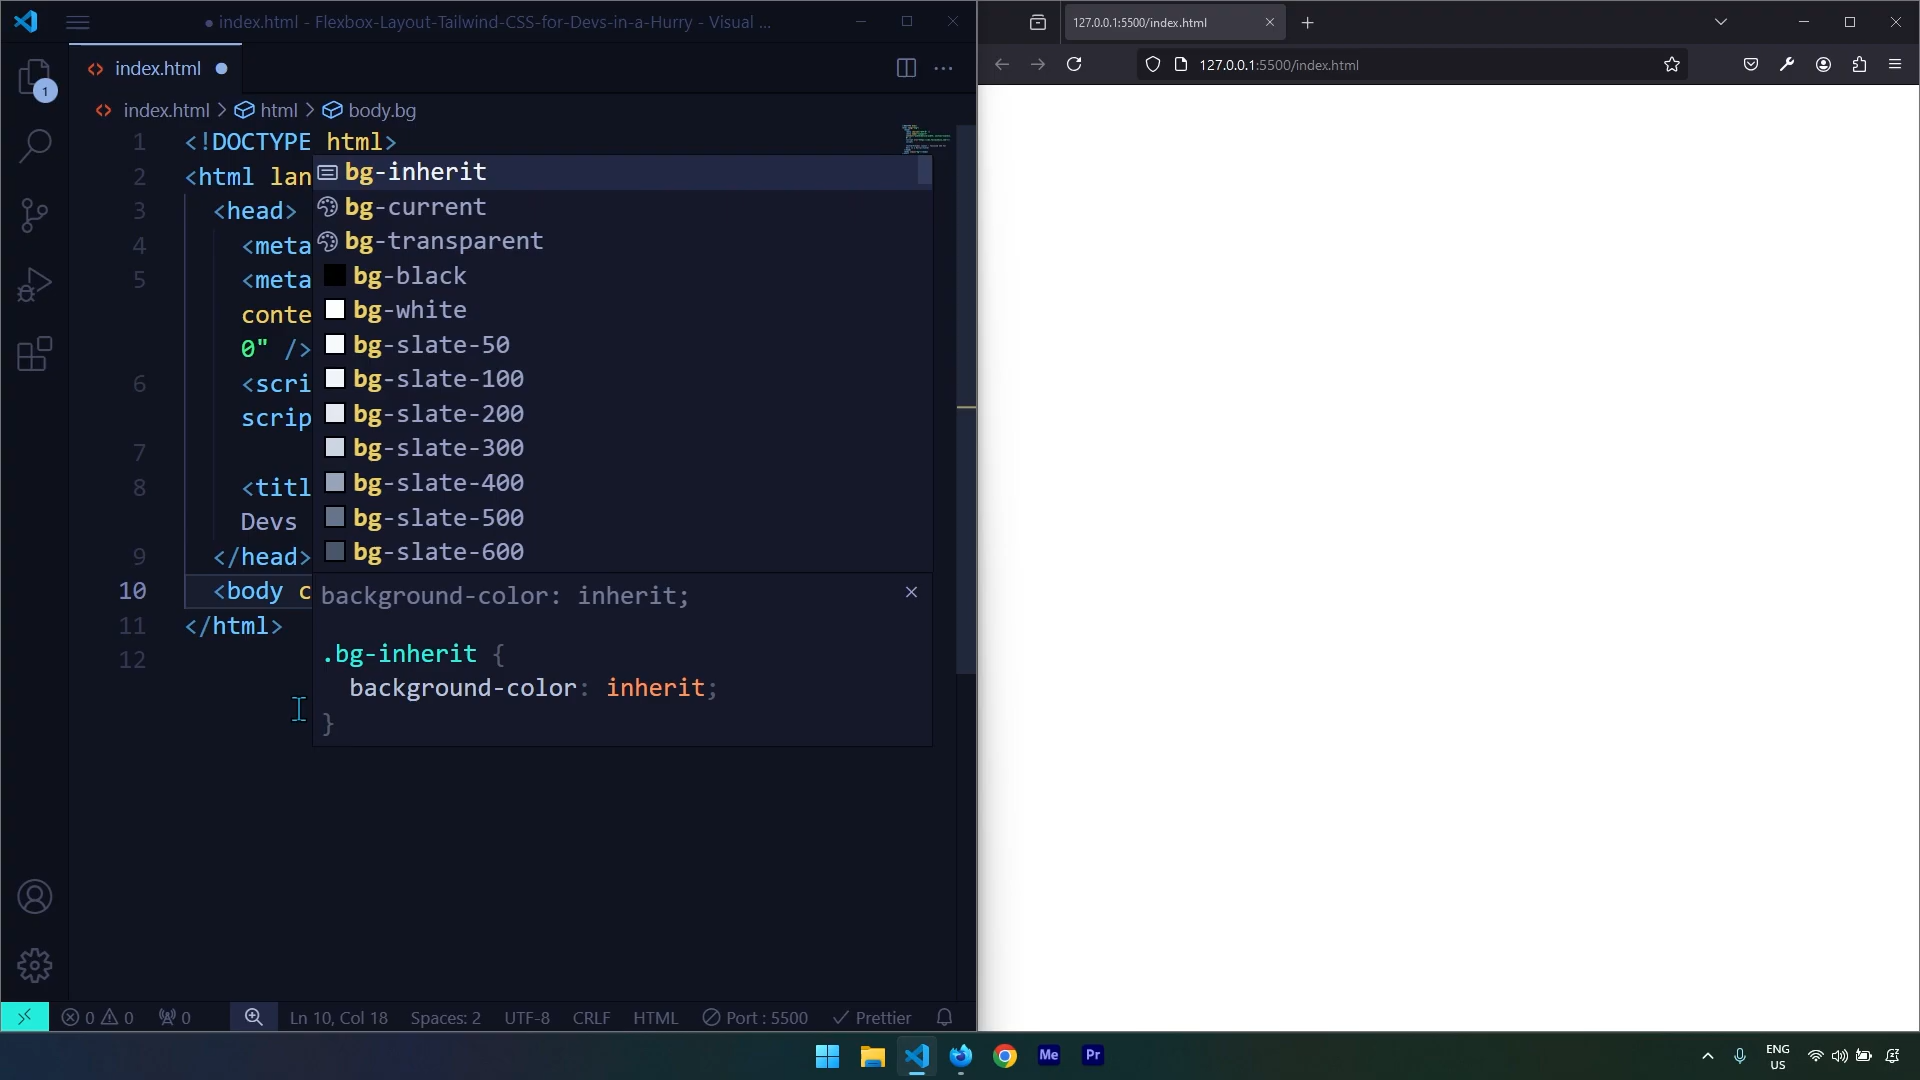 index.html - Flexbox-Layout-Tailwind-CSS-for-Devs-in-a-Hurry - Visual ...
index.html
index.html > html > body.bg
1 <!DOCTYPE html>
2 <html lan
3 <head>
4 <meta
5 <meta
conte
0" />
6 <scri
scrip
7
8 <titl
Devs
9 </head>
10 <body c
11 </html>
12
bg-inherit
bg-current
bg-transparent
bg-black
bg-white
bg-slate-50
bg-slate-100
bg-slate-200
bg-slate-300
bg-slate-400
bg-slate-500
bg-slate-600
background-color: inherit;
.bg-inherit {
background-color: inherit;
}
1
0 0 0 Ln 10, Col 18 Spaces: 2 UTF-8 CRLF HTML Port : 5500 Prettier
127.0.0.1:5500/index.html
127.0.0.1:5500/index.html
Me Pr
ENG
US